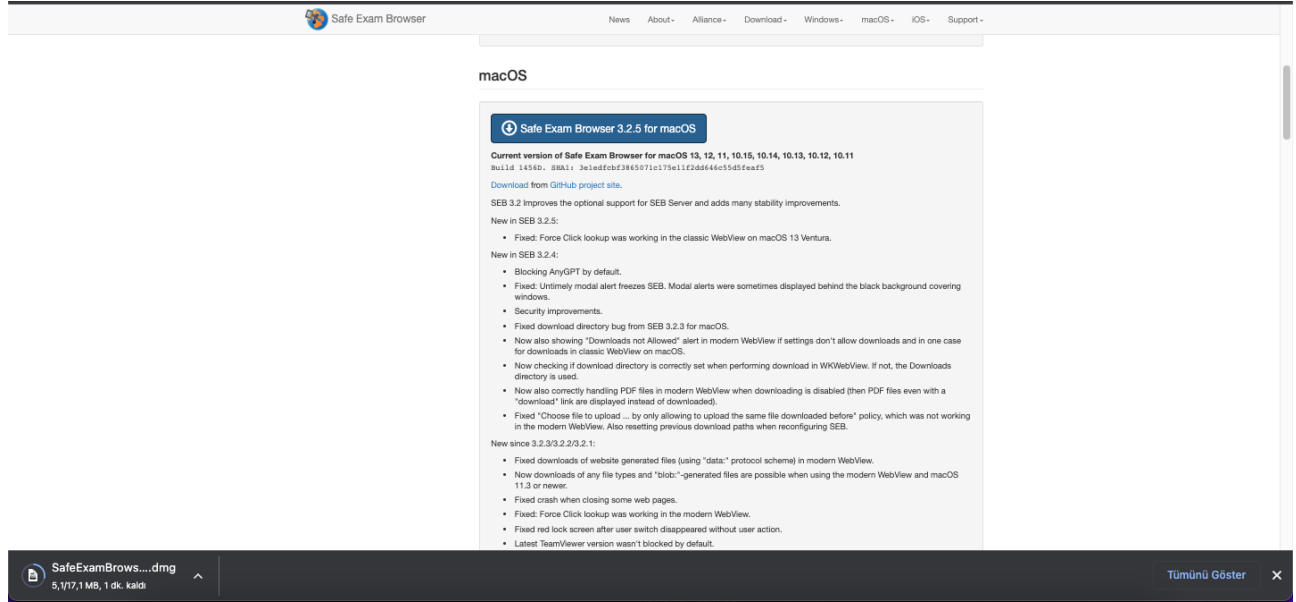 Safe Exam Browser
News About Alliance Download Windows macOS iOS Support
macOS
Safe Exam Browser 3.2.5 for macOS
Current version of Safe Exam Browser for macOS 13, 12, 11, 10.15, 10.14, 10.13, 10.12, 10.11
Build 1456D. SHA1: 3e1edfcbf3865071c175e11f2dd646c55d5feaf5
Download from GitHub project site.
SEB 3.2 Improves the optional support for SEB Server and adds many stability improvements.
New in SEB 3.2.5:
• Fixed: Force Click lookup was working in the classic WebView on macOS 13 Ventura.
New in SEB 3.2.4:
• Blocking AnyGPT by default.
• Fixed: Untimely modal alert freezes SEB. Modal alerts were sometimes displayed behind the black background covering
windows.
• Security improvements.
• Fixed download directory bug from SEB 3.2.3 for macOS.
• Now also showing "Downloads not Allowed" alert in modern WebView if settings don't allow downloads and in one case
for downloads in classic WebView on macOS.
• Now checking if download directory is correctly set when performing download in WKWebView. If not, the Downloads
directory is used.
• Now also correctly handling PDF files in modern WebView when downloading is disabled (then PDF files even with a
"download" link are displayed instead of downloaded).
• Fixed "Choose file to upload ... by only allowing to upload the same file downloaded before" policy, which was not working
in the modern WebView. Also resetting previous download paths when reconfiguring SEB.
New since 3.2.3/3.2.2/3.2.1:
• Fixed downloads of website generated files (using "data:" protocol scheme) in modern WebView.
• Now downloads of any file types and "blob:"-generated files are possible when using the modern WebView and macOS
11.3 or newer.
• Fixed crash when closing some web pages.
• Fixed: Force Click lookup was working in the modern WebView.
• Fixed red lock screen after user switch disappeared without user action.
• Latest TeamViewer version wasn't blocked by default.
SafeExamBrows....dmg
5,1/17,1 MB, 1 dk. kaldı
Tümünü Göster